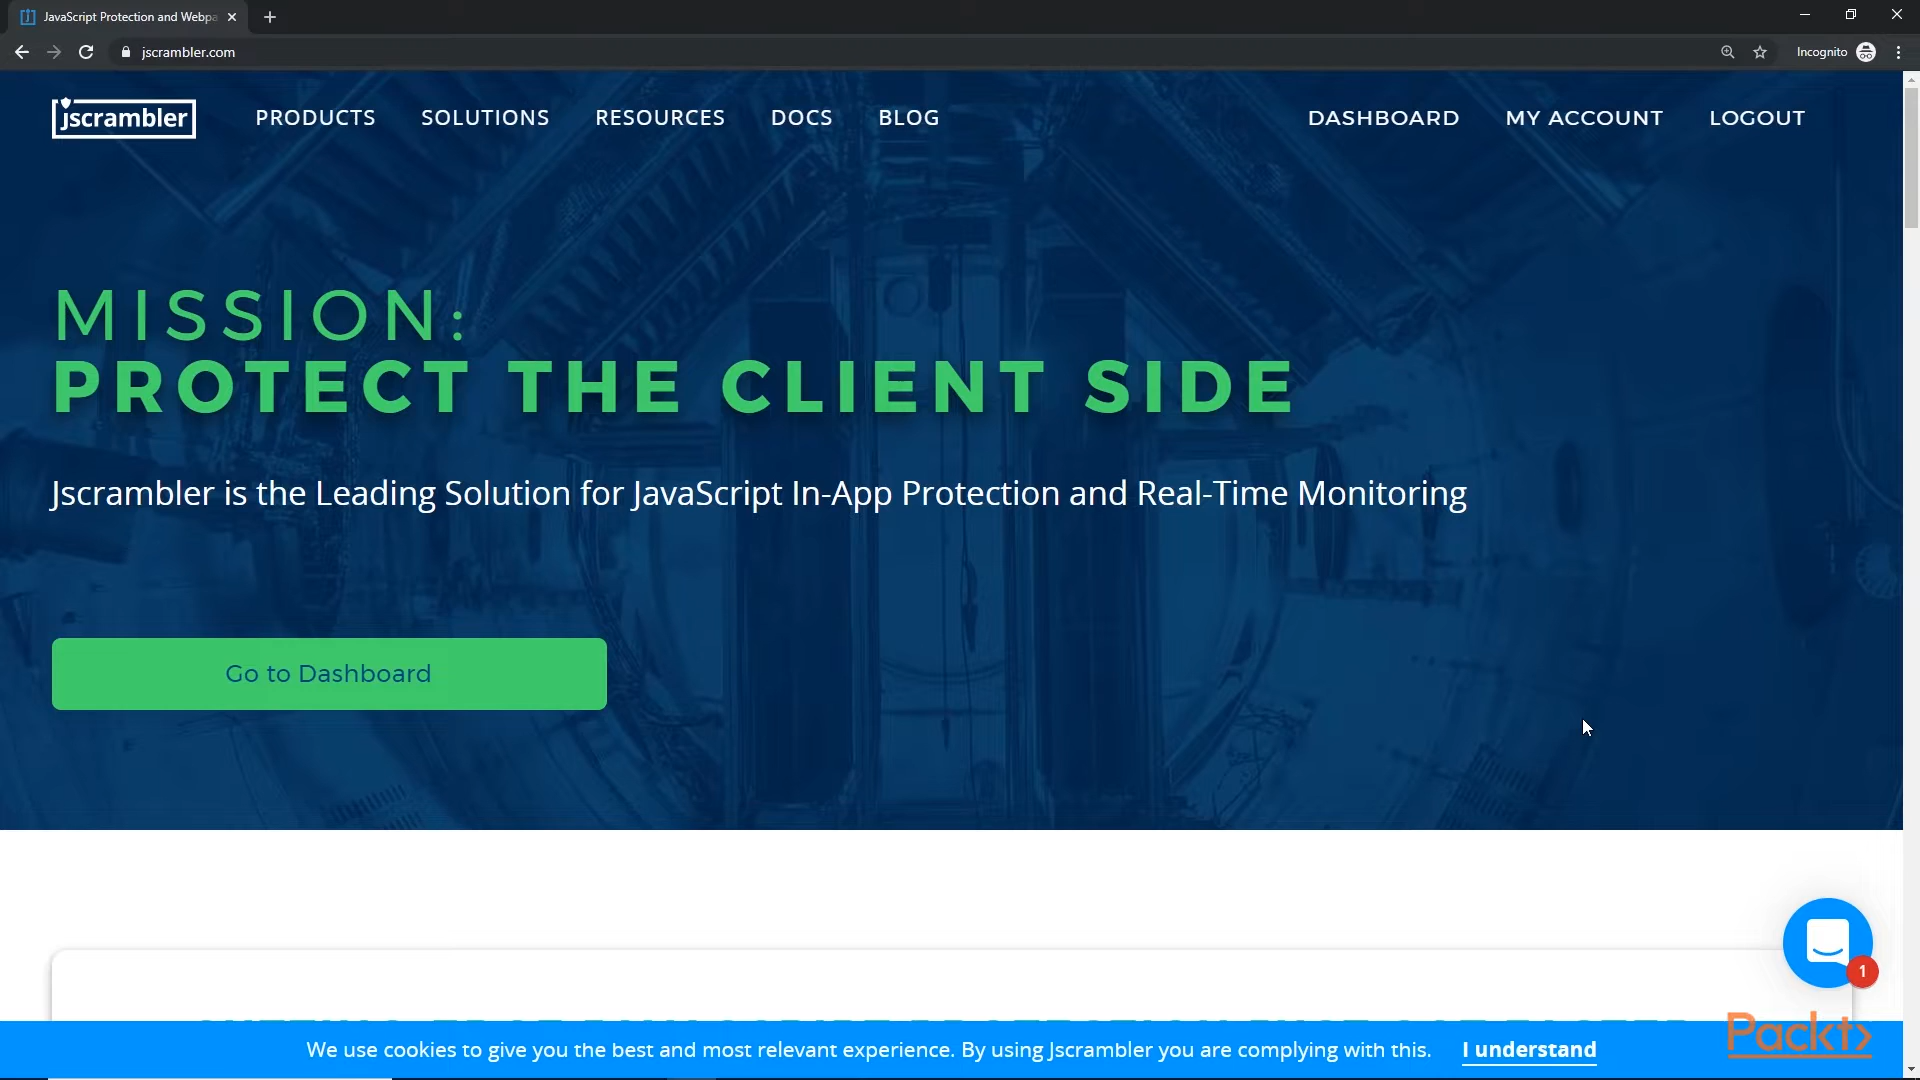 JavaScript Protection and Webpa
jscrambler.com
Incognito
jscrambler
PRODUCTS
SOLUTIONS
RESOURCES
DOCS
BLOG
DASHBOARD
MY ACCOUNT
LOGOUT
MISSION:
PROTECT THE CLIENT SIDE
Jscrambler is the Leading Solution for JavaScript In-App Protection and Real-Time Monitoring
Go to Dashboard
1
We use cookies to give you the best and most relevant experience. By using Jscrambler you are complying with this.
I understand
Packt>